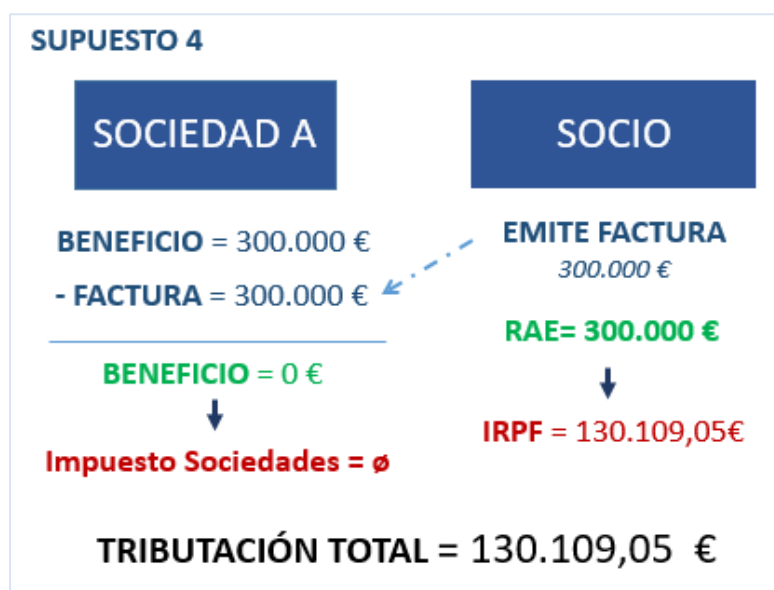 SUPUESTO 4
SOCIEDAD A
BENEFICIO = 300.000 €
- FACTURA = 300.000 €
BENEFICIO = 0 €
Impuesto Sociedades = ø
SOCIO
EMITE FACTURA
300.000 €
RAE= 300.000 €
IRPF = 130.109,05€
TRIBUTACIÓN TOTAL = 130.109,05 €